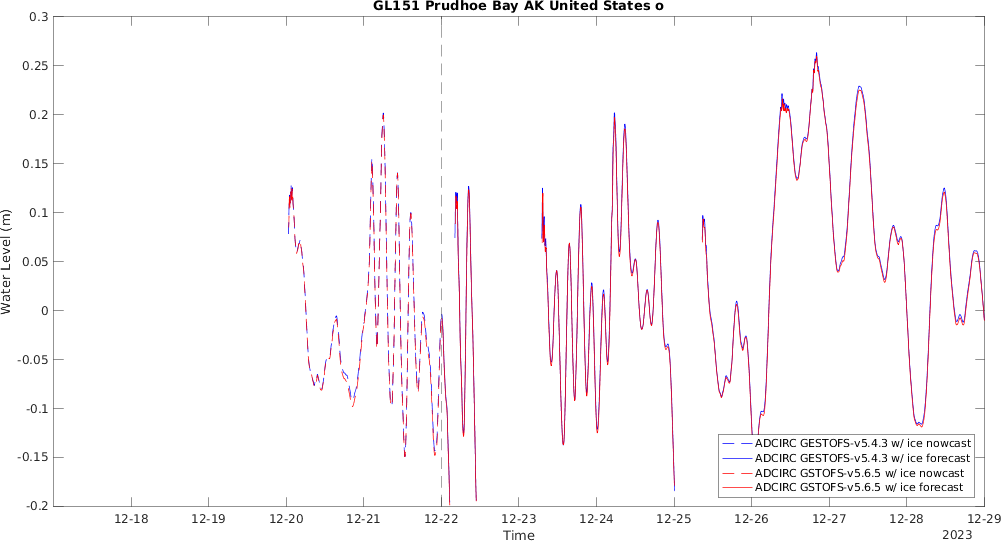 GL151 Prudhoe Bay AK United States o
0.3
0.25
0.2
0.15
0.1
0.05
0
-0.05
-0.1
-0.15
-0.2
Water Level (m)
ADCIRC GESTOFS-v5.4.3 w/ ice nowcast
ADCIRC GESTOFS-v5.4.3 w/ ice forecast
ADCIRC GSTOFS-v5.6.5 w/ ice nowcast
ADCIRC GSTOFS-v5.6.5 w/ ice forecast
12-18 12-19 12-20 12-21 12-22 12-23 12-24 12-25 12-26 12-27 12-28 12-29
Time
2023